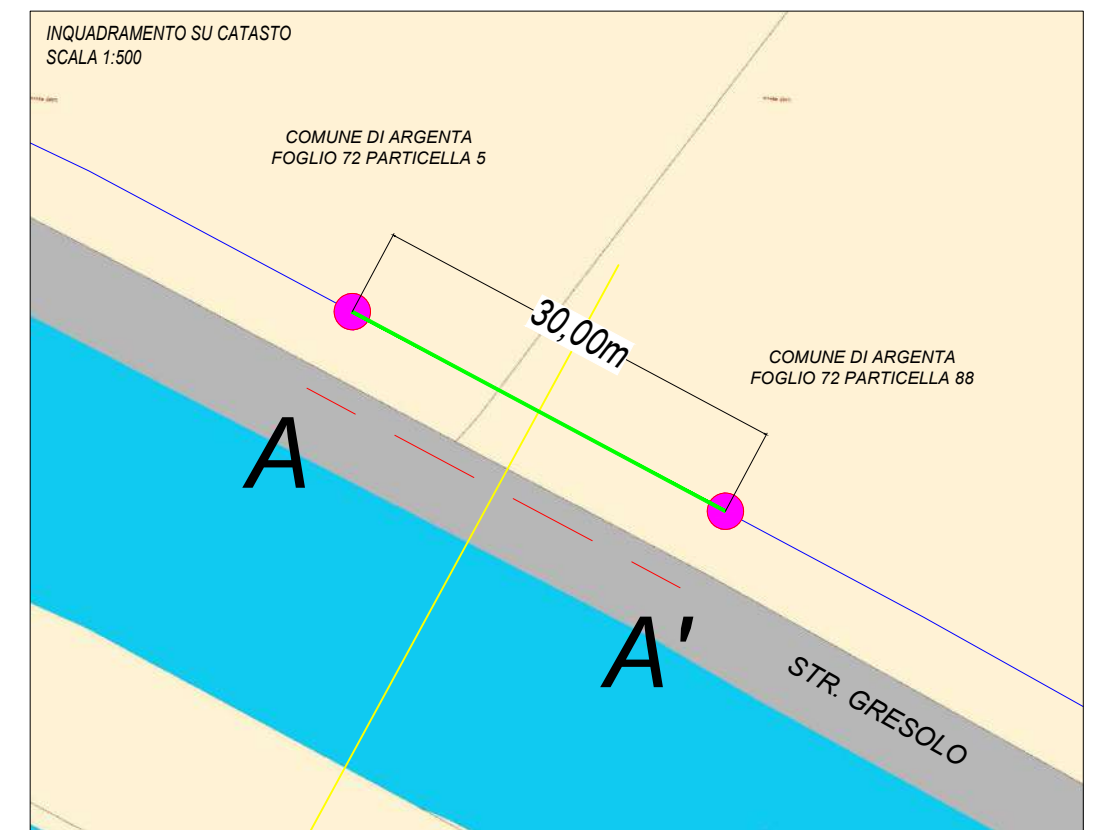 INQUADRAMENTO SU CATASTO
SCALA 1:500
COMUNE DI ARGENTA
FOGLIO 72 PARTICELLA 5
30,00m
COMUNE DI ARGENTA
FOGLIO 72 PARTICELLA 88
A
A'
STR. GRESOLO